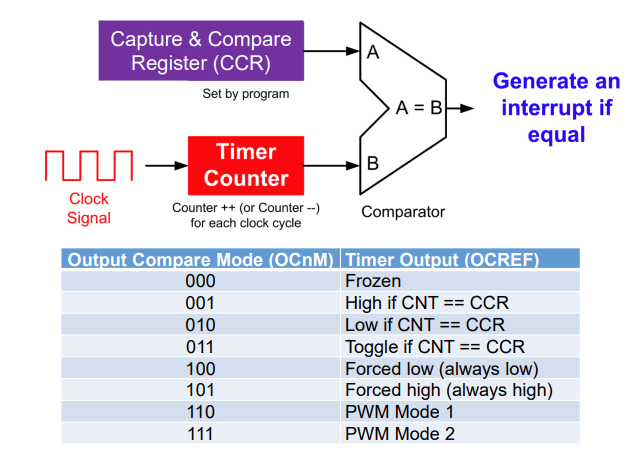 Capture & Compare
Register (CCR)
Set by program
A
A = B
B
Generate an
interrupt if
equal
Timer
Counter
Clock
Signal
Counter ++ (or Counter --)
for each clock cycle
Comparator
Output Compare Mode (OCnM) Timer Output (OCREF)
000 Frozen
001 High if CNT == CCR
010 Low if CNT == CCR
011 Toggle if CNT == CCR
100 Forced low (always low)
101 Forced high (always high)
110 PWM Mode 1
111 PWM Mode 2